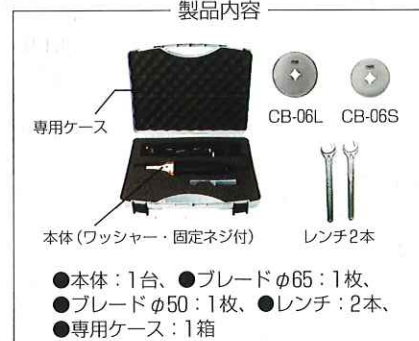 製品内容
CB-06L CB-06S
専用ケース
本体(ワッシャー・固定ネジ付) レンチ2本
●本体：1台、●ブレードφ65：1枚、
●ブレードφ50：1枚、●レンチ：2本、
●専用ケース：1箱